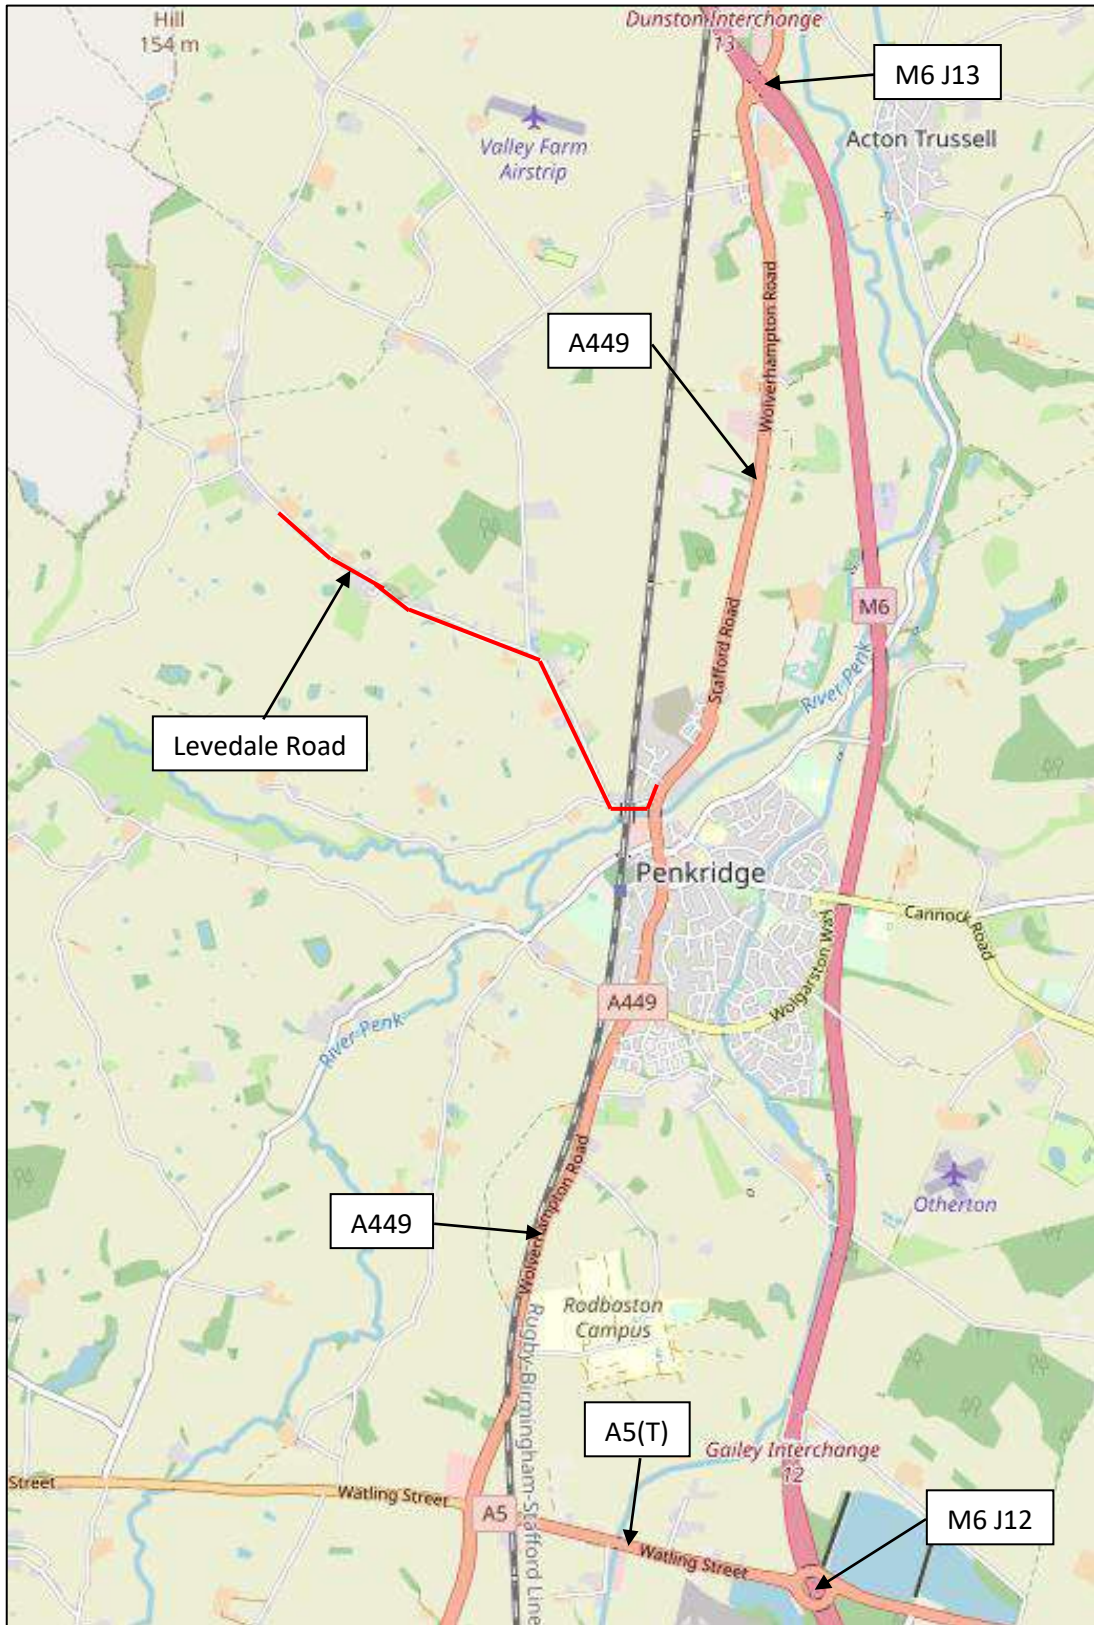 Hill
154 m
Dunston Interchange
13
M6 J13
Acton Trussell
Valley Farm
Airstrip
Wolverhampton Road
A449
M6
Stafford Road
River Penk
Levedale Road
Penkridge
Cannock
Road
Wolgarston Way
A449
River Penk
Otherton
Wolverhampton Road
A449
Rodbaston
Campus
Rugby-Birmingham-Stafford Line
A5(T)
Gailey Interchange
12
Street
Watling Street
A5
Watling Street
M6 J12